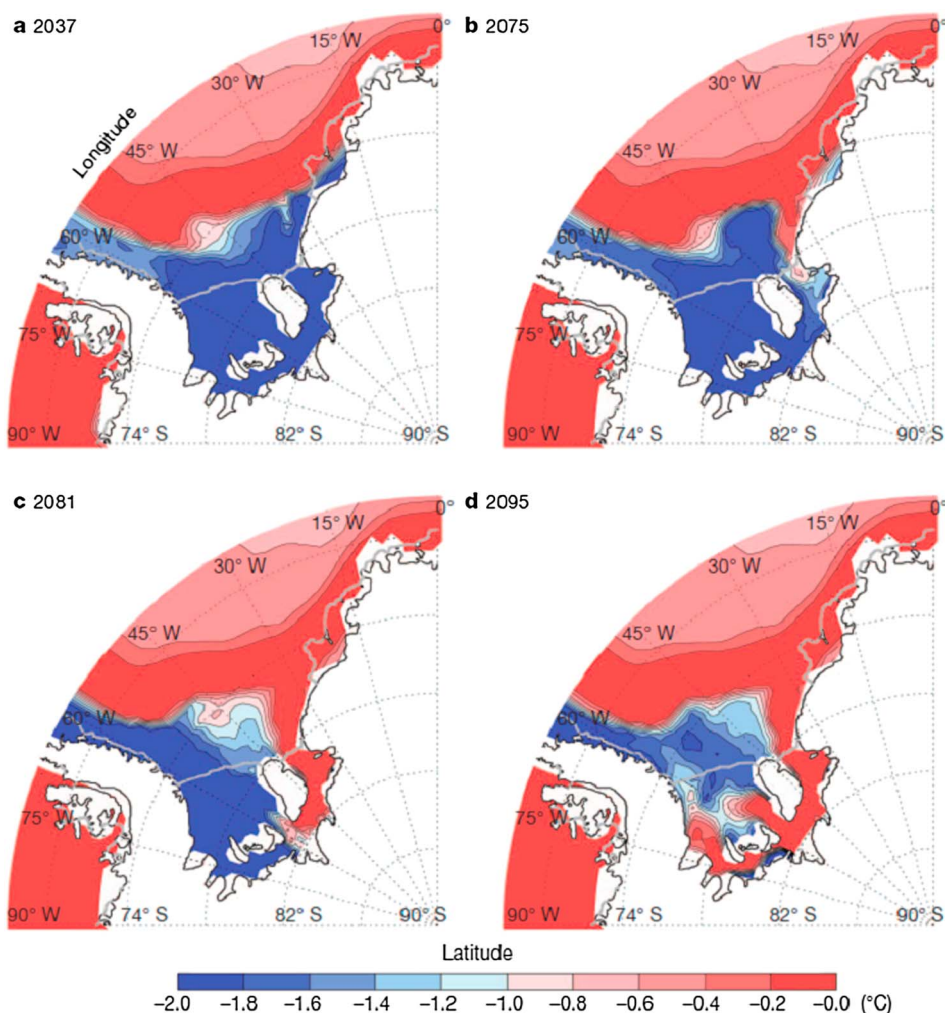 a 2037
b 2075
0°
15° W
30° W
45° W
60° W
75° W
90° W
74° S
82° S
90°S
Longitude
0°
15° W
30° W
45° W
60° W
75° W
90° W
74° S
82° S
90°S
c 2081
d 2095
0°
15° W
30° W
45° W
60° W
75° W
90° W
74° S
82° S
90°S
0°
15° W
30° W
45° W
60° W
75° W
90° W
74° S
82° S
90°S
Latitude
−2.0 −1.8 −1.6 −1.4 −1.2 −1.0 −0.8 −0.6 −0.4 −0.2 −0.0 (°C)